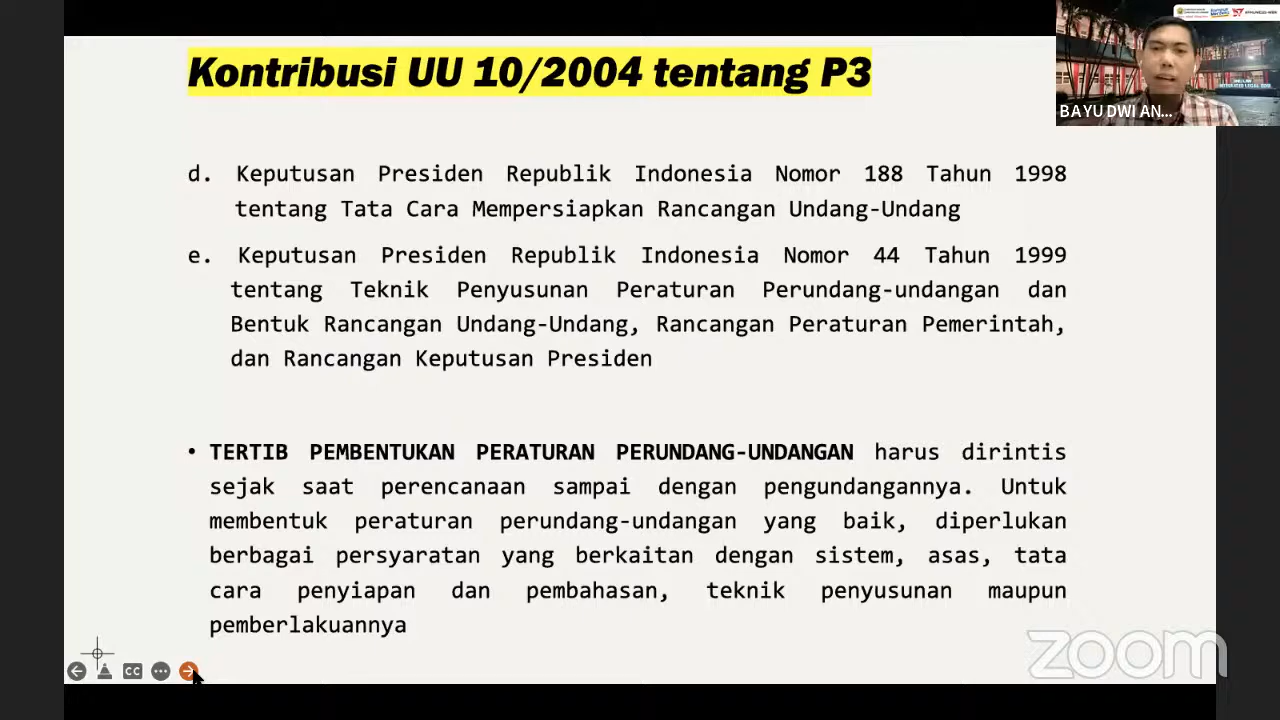 Kontribusi UU 10/2004 tentang P3
BAYU DWI AN...
d. Keputusan Presiden Republik Indonesia Nomor 188 Tahun 1998
tentang Tata Cara Mempersiapkan Rancangan Undang-Undang
e. Keputusan Presiden Republik Indonesia Nomor 44 Tahun 1999
tentang Teknik Penyusunan Peraturan Perundang-undangan dan
Bentuk Rancangan Undang-Undang, Rancangan Peraturan Pemerintah,
dan Rancangan Keputusan Presiden
• TERTIB PEMBENTUKAN PERATURAN PERUNDANG-UNDANGAN harus dirintis
sejak saat perencanaan sampai dengan pengundangannya. Untuk
membentuk peraturan perundang-undangan yang baik, diperlukan
berbagai persyaratan yang berkaitan dengan sistem, asas, tata
cara penyiapan dan pembahasan, teknik penyusunan maupun
pemberlakuannya
CC
zoom